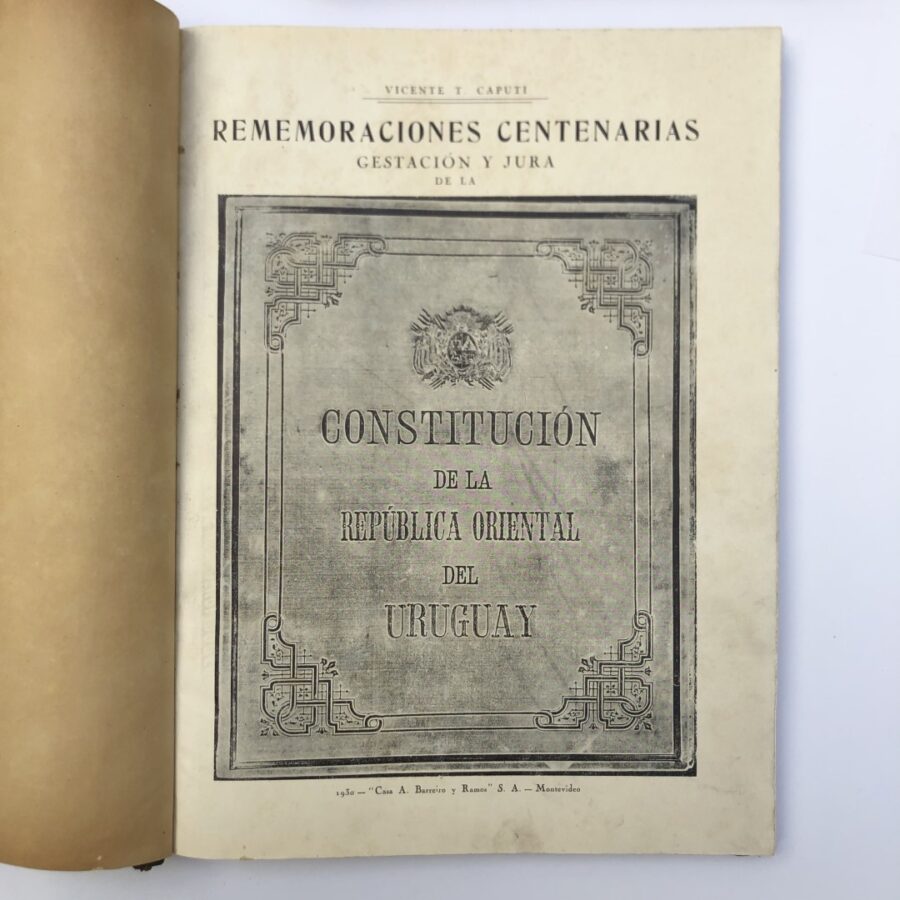 VICENTE T. CAPUTI
REMEMORACIONES CENTENARIAS
GESTACIÓN Y JURA
DE LA
CONSTITUCIÓN
DE LA
REPÚBLICA ORIENTAL
DEL
URUGUAY
1930 — "Casa A. Barreiro y Ramos" S. A. — Montevideo